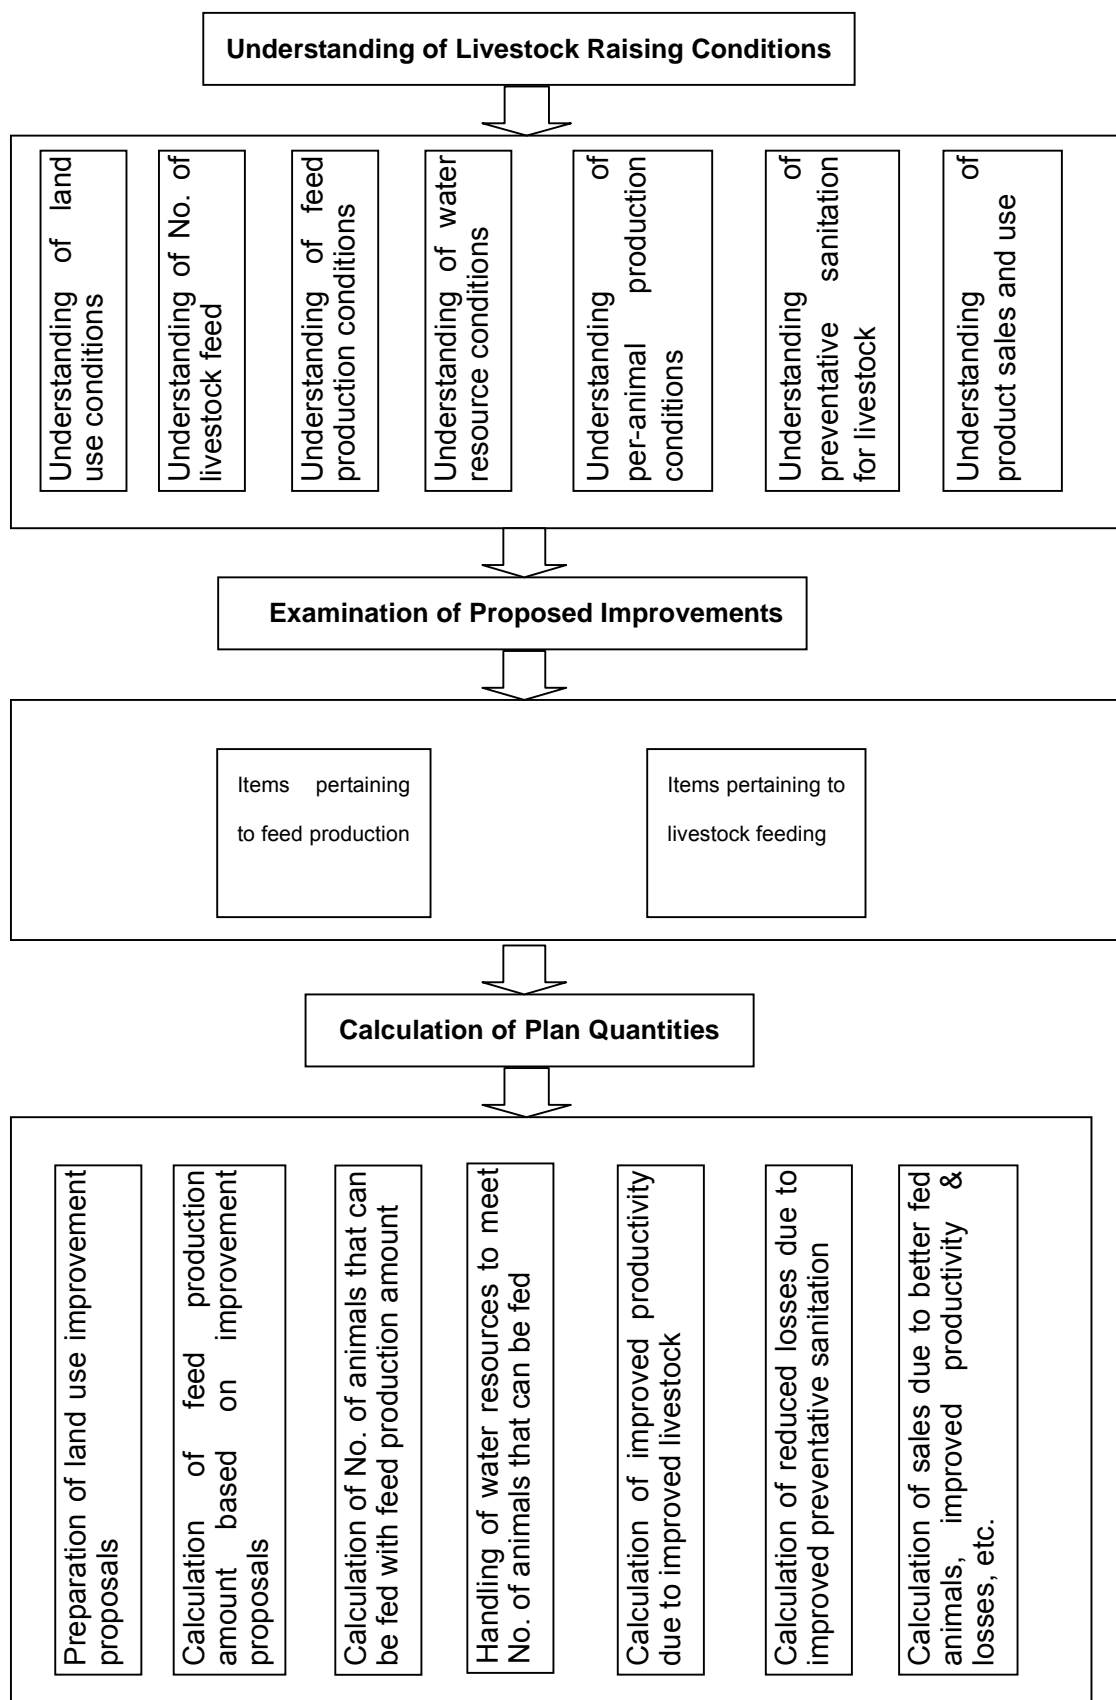 Understanding of Livestock Raising Conditions
Understanding of land
use conditions
Understanding of No. of
livestock feed
Understanding of feed
production conditions
Understanding of water
resource conditions
Understanding of
per-animal production
conditions
Understanding of
preventative sanitation
for livestock
Understanding of
product sales and use
Examination of Proposed Improvements
Items pertaining
to feed production
Items pertaining to
livestock feeding
Calculation of Plan Quantities
Preparation of land use improvement
proposals
Calculation of feed production
amount based on improvement
proposals
Calculation of No. of animals that can
be fed with feed production amount
Handling of water resources to meet
No. of animals that can be fed
Calculation of improved productivity
due to improved livestock
Calculation of reduced losses due to
improved preventative sanitation
Calculation of sales due to better fed
animals, improved productivity &
losses, etc.